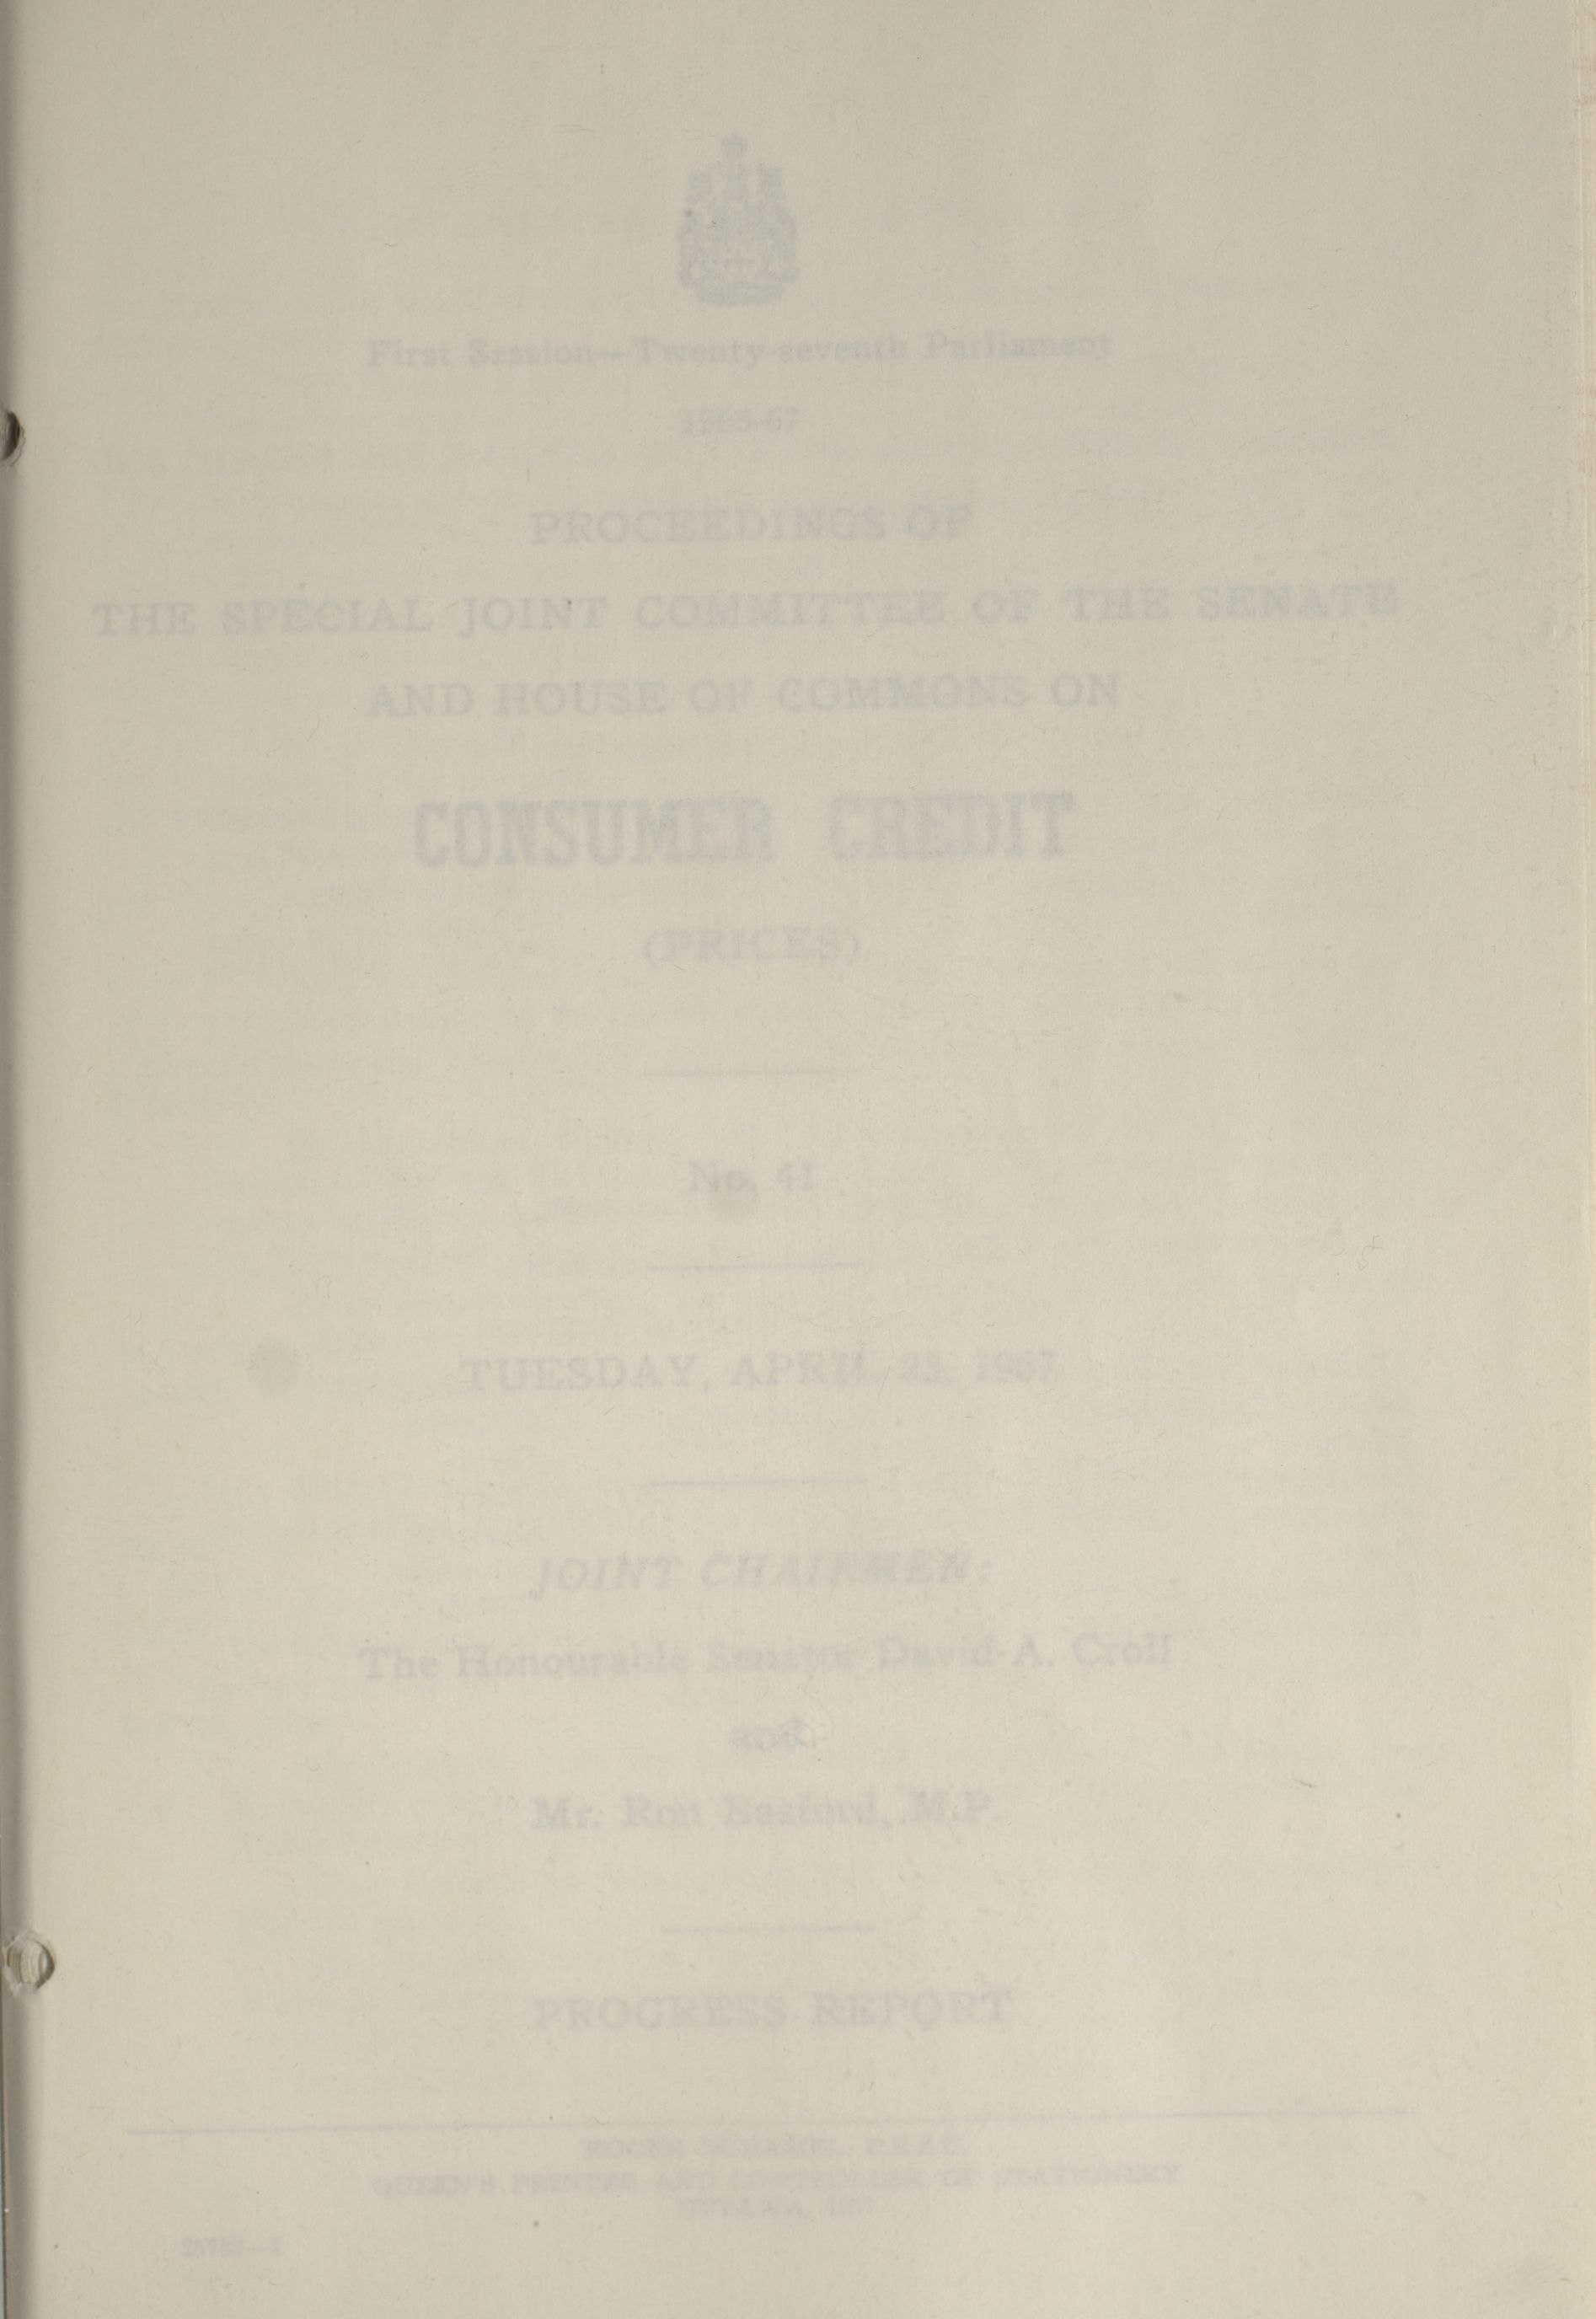 First Session—Twenty-seventh Parliament
1966-67
PROCEEDINGS OF
THE SPECIAL JOINT COMMITTEE OF THE SENATE
AND HOUSE OF COMMONS ON
CONSUMER CREDIT
(PRICES)
No. 41
TUESDAY, APRIL 25, 1967
JOINT CHAIRMEN:
The Honourable Senator David A. Croll
and
Mr. Ron Basford, M.P.
PROGRESS REPORT
ROGER DUHAMEL, F.R.S.C.
QUEEN'S PRINTER AND CONTROLLER OF STATIONERY
OTTAWA, 1967